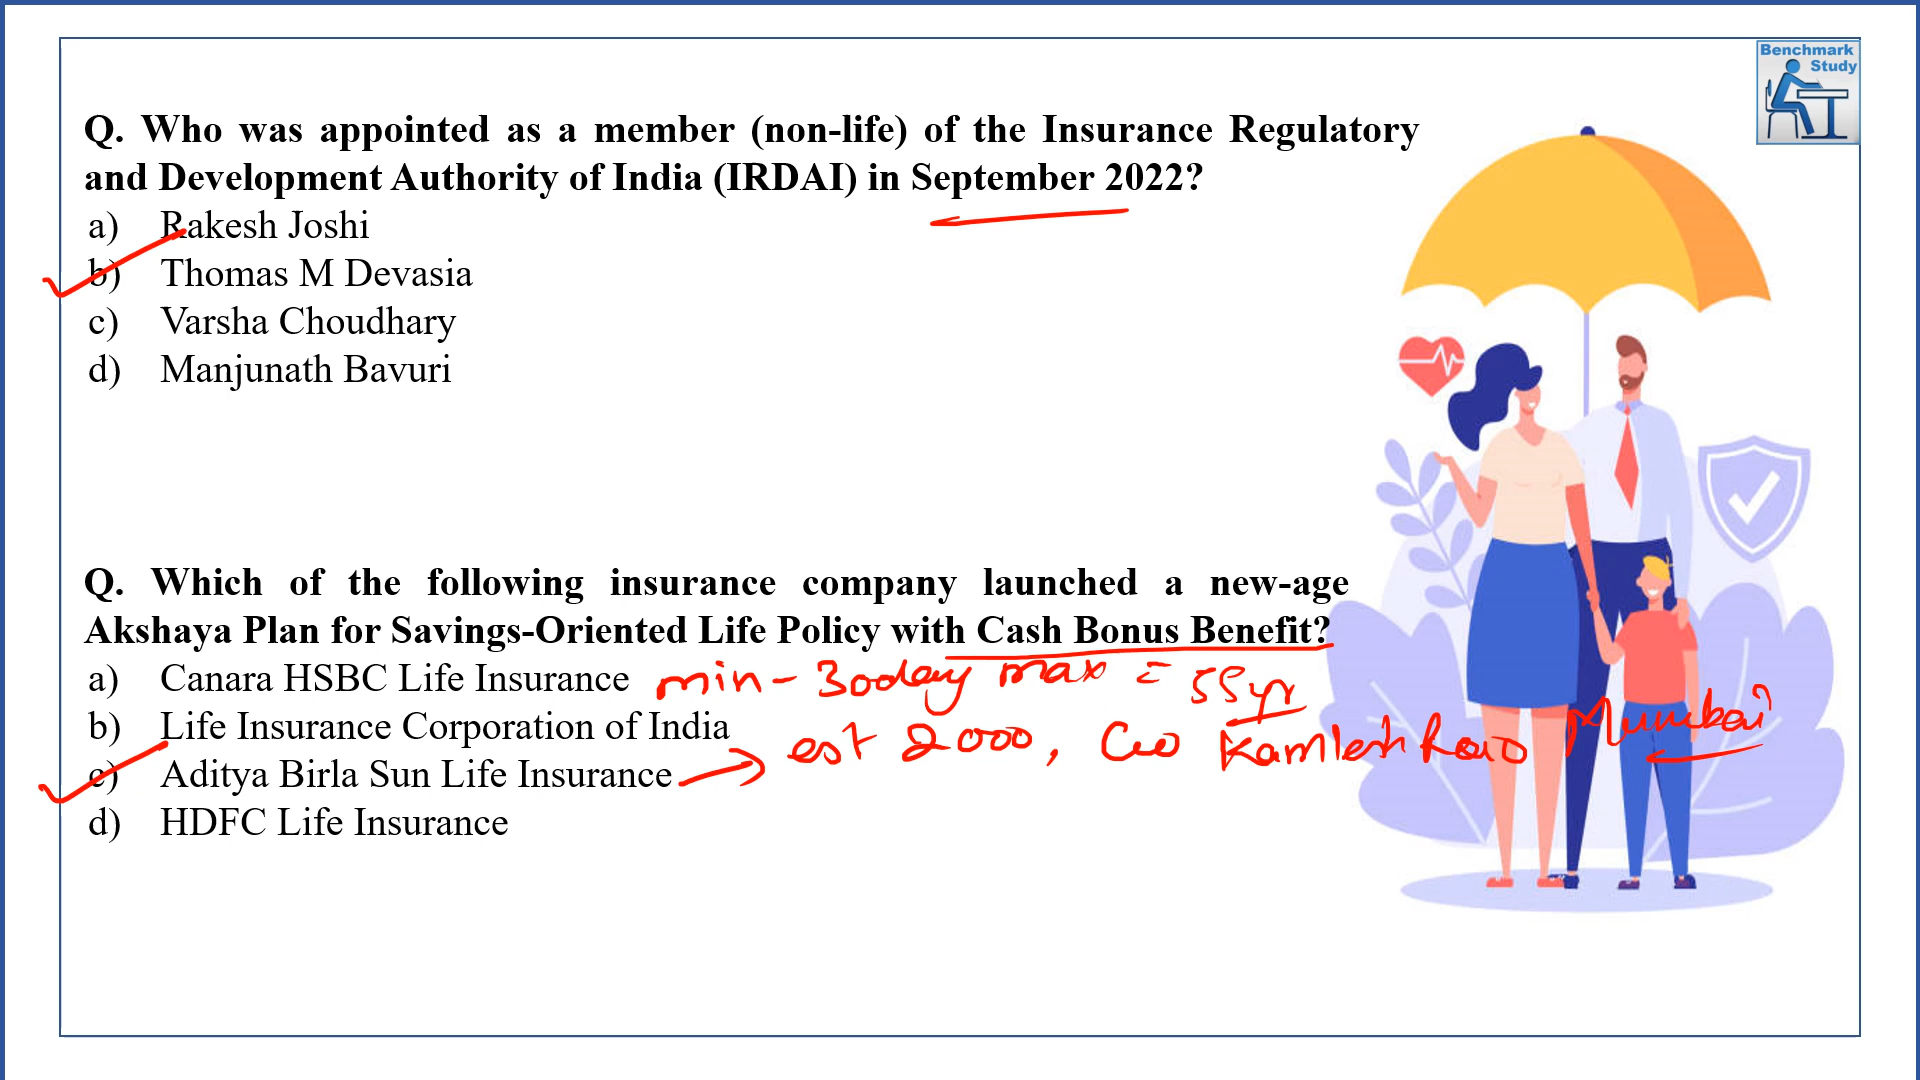 Benchmark
Study
Q. Who was appointed as a member (non-life) of the Insurance Regulatory
and Development Authority of India (IRDAI) in September 2022?
a) Rakesh Joshi
b) Thomas M Devasia
c) Varsha Choudhary
d) Manjunath Bavuri
Q. Which of the following insurance company launched a new-age
Akshaya Plan for Savings-Oriented Life Policy with Cash Bonus Benefit?
a) Canara HSBC Life Insurance min - 30day max = 55yr
b) Life Insurance Corporation of India
c) Aditya Birla Sun Life Insurance → est 2000, CEO Kamlesh Rao Mumbai
d) HDFC Life Insurance